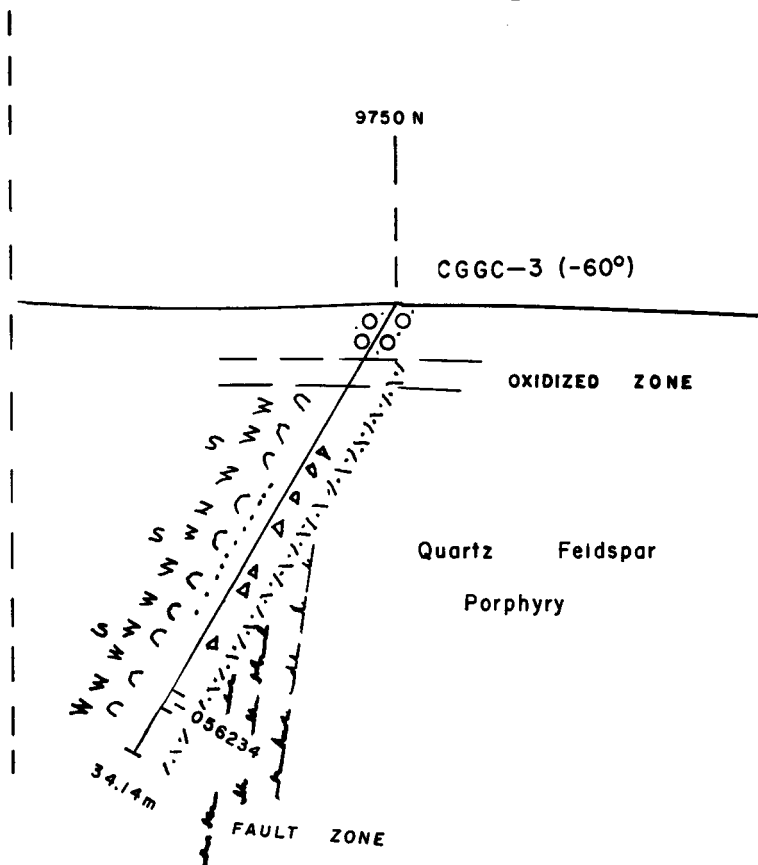 9750 N
CGGC-3 (-60°)
OXIDIZED ZONE
W
S W
W
W
S W
W
W
S W
W
W
W
W
Quartz Feldspar
Porphyry
056234
34.14m
FAULT ZONE